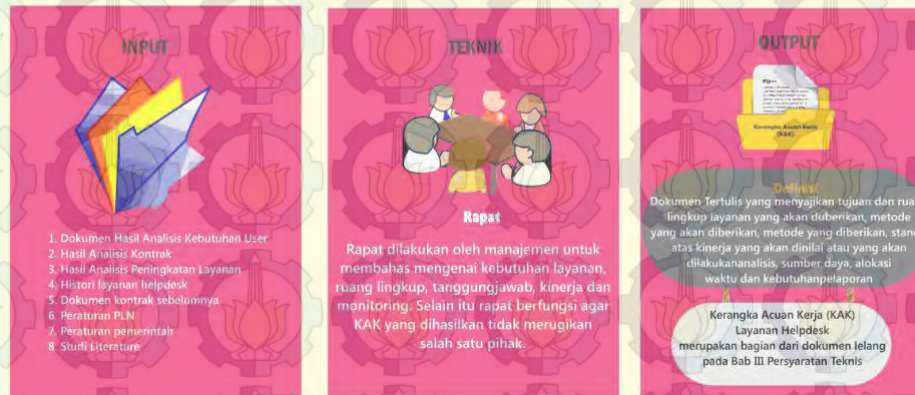 INPUT
1. Dokumen Hasil Analisis Kebutuhan User
2. Hasil Analisis Kontrak
3. Hasil Analisis Peningkatan Layanan
4. Histori layanan helpdesk
5. Dokumen kontrak sebelumnya
6. Peraturan PLN
7. Peraturan pemerintah
8. Studi Literature
TEKNIK
Rapat
Rapat dilakukan oleh manajemen untuk
membahas mengenai kebutuhan layanan,
ruang lingkup, tanggungjawab, kinerja dan
monitoring. Selain itu rapat berfungsi agar
KAK yang dihasilkan tidak merugikan
salah satu pihak.
OUTPUT
Kerangka Acuan Kerja
(KAK)
Definisi
Dokumen Tertulis yang menyajikan tujuan dan rua
lingkup layanan yang akan duberikan, metode
yang akan diberikan, metode yang diberikan, stand
atas kinerja yang akan dinilai atau yang akan
dilakukananalisis, sumber daya, alokasi
waktu dan kebutuhanpelaporan
Kerangka Acuan Kerja (KAK)
Layanan Helpdesk
merupakan bagian dari dokumen lelang
pada Bab III Persyaratan Teknis